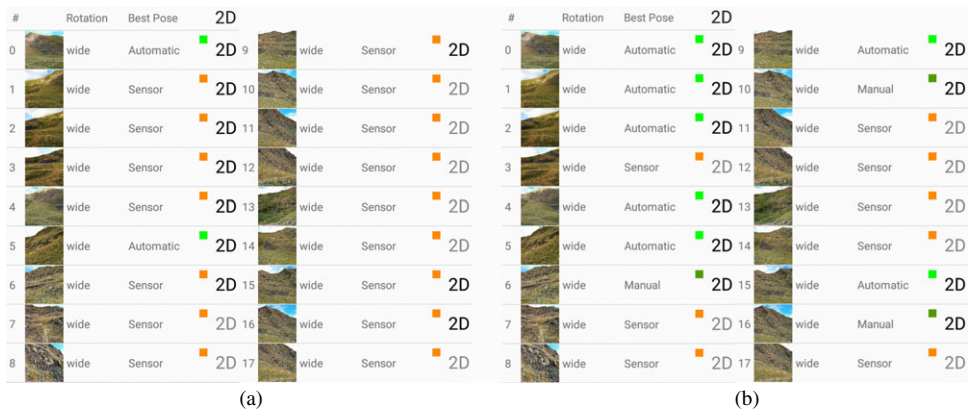 # Rotation Best Pose 2D
0 wide Automatic 2D
1 wide Sensor 2D
2 wide Sensor 2D
3 wide Sensor 2D
4 wide Sensor 2D
5 wide Automatic 2D
6 wide Sensor 2D
7 wide Sensor 2D
8 wide Sensor 2D
9 wide Sensor 2D
10 wide Sensor 2D
11 wide Sensor 2D
12 wide Sensor 2D
13 wide Sensor 2D
14 wide Sensor 2D
15 wide Sensor 2D
16 wide Sensor 2D
17 wide Sensor 2D
(a)
# Rotation Best Pose 2D
0 wide Automatic 2D
1 wide Automatic 2D
2 wide Automatic 2D
3 wide Sensor 2D
4 wide Automatic 2D
5 wide Automatic 2D
6 wide Manual 2D
7 wide Sensor 2D
8 wide Sensor 2D
9 wide Automatic 2D
10 wide Manual 2D
11 wide Sensor 2D
12 wide Sensor 2D
13 wide Sensor 2D
14 wide Sensor 2D
15 wide Automatic 2D
16 wide Manual 2D
17 wide Sensor 2D
(b)